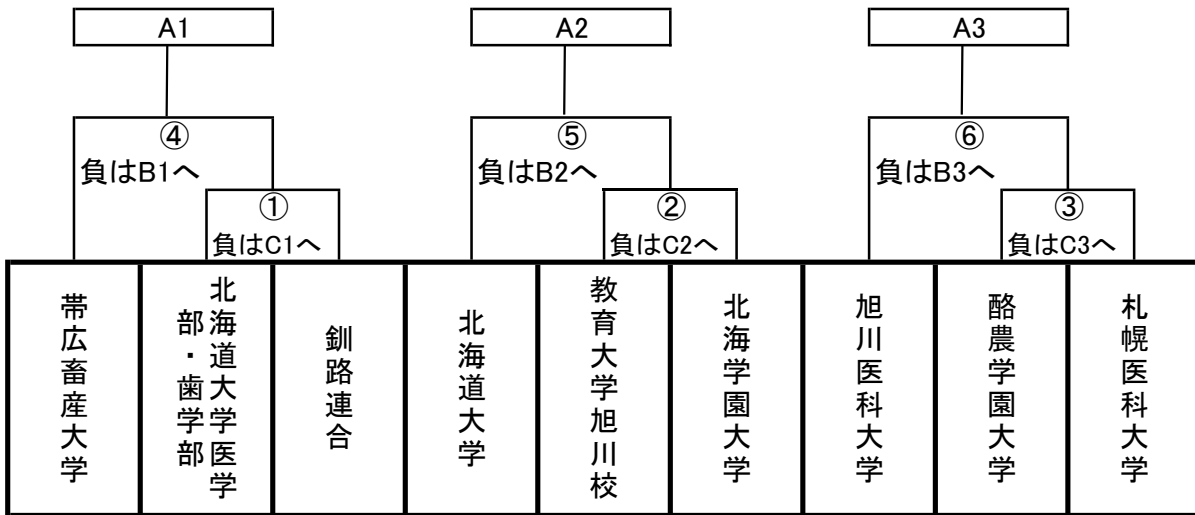 A1
A2
A3
④
負はB1へ
⑤
負はB2へ
⑥
負はB3へ
①
負はC1へ
②
負はC2へ
③
負はC3へ
帯広畜産大学
北海道大学医学
部・歯学部
釧路連合
北海道大学
教育大学旭川校
北海学園大学
旭川医科大学
酪農学園大学
札幌医科大学